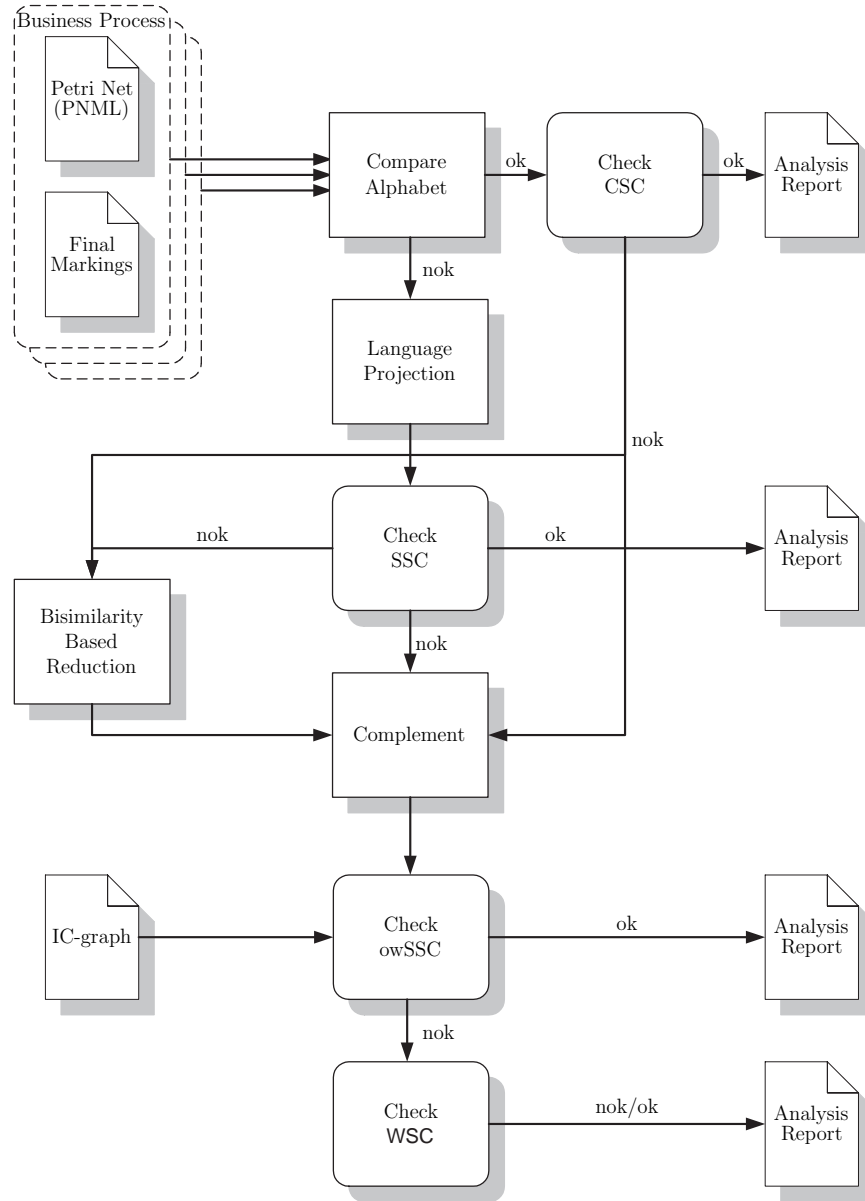 Business Process
Petri Net
(PNML)
Final
Markings
Compare
Alphabet
ok
Check
CSC
ok
Analysis
Report
nok
Language
Projection
nok
nok
Check
SSC
ok
Analysis
Report
Bisimilarity
Based
Reduction
nok
Complement
IC-graph
Check
owSSC
ok
Analysis
Report
nok
Check
WSC
nok/ok
Analysis
Report